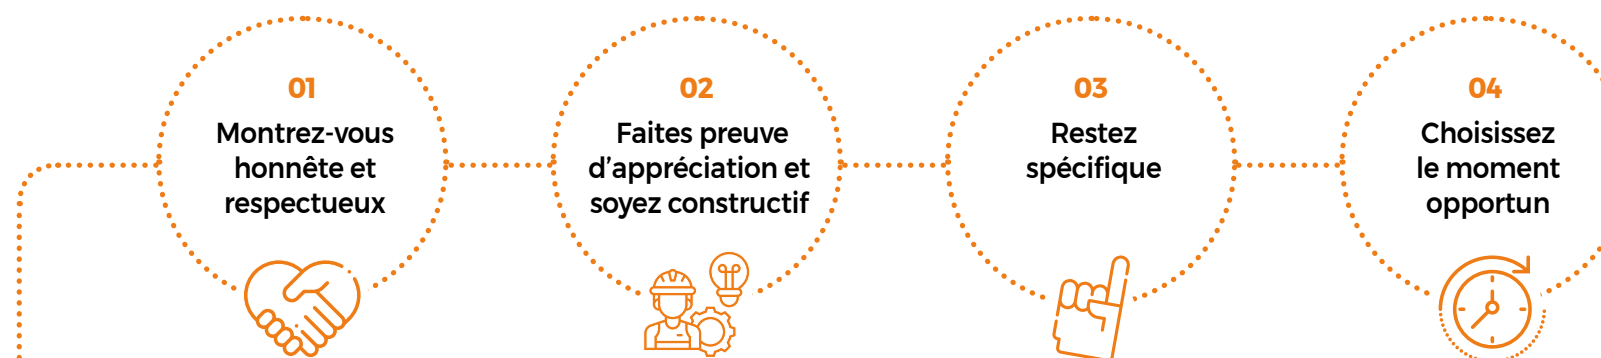 01
Montrez-vous
honnête et
respectueux
02
Faites preuve
d’appréciation et
soyez constructif
03
Restez
spécifique
04
Choisissez
le moment
opportun